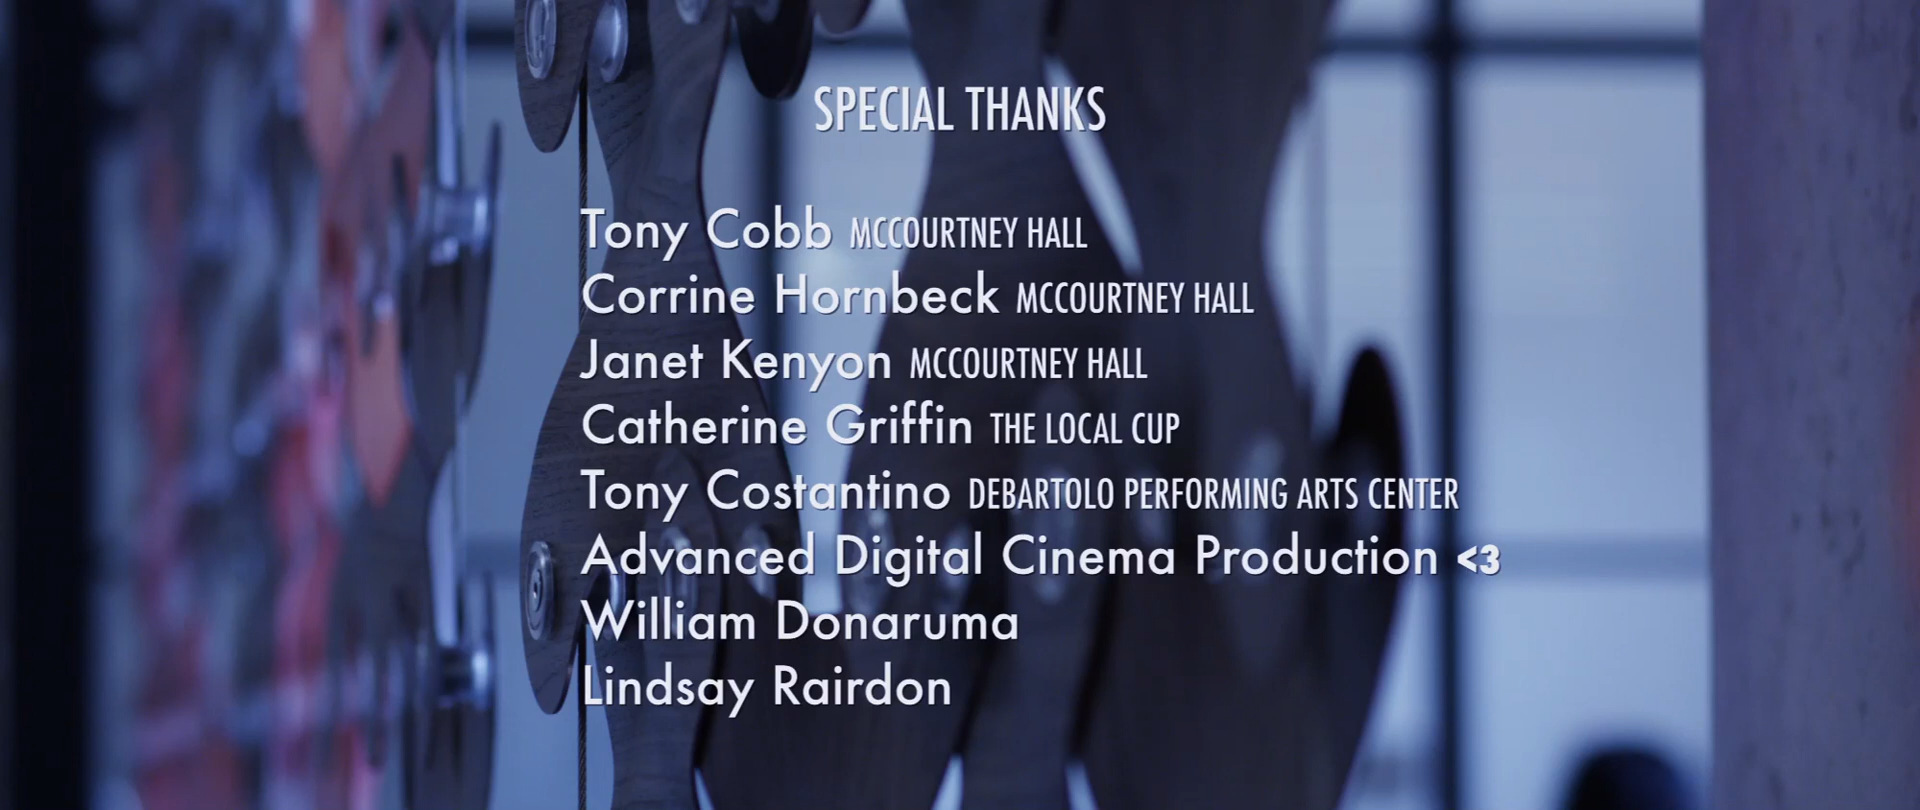 SPECIAL THANKS
Tony Cobb MCCOURTNEY HALL
Corrine Hornbeck MCCOURTNEY HALL
Janet Kenyon MCCOURTNEY HALL
Catherine Griffin THE LOCAL CUP
Tony Costantino DEBARTOLO PERFORMING ARTS CENTER
Advanced Digital Cinema Production <3
William Donaruma
Lindsay Rairdon